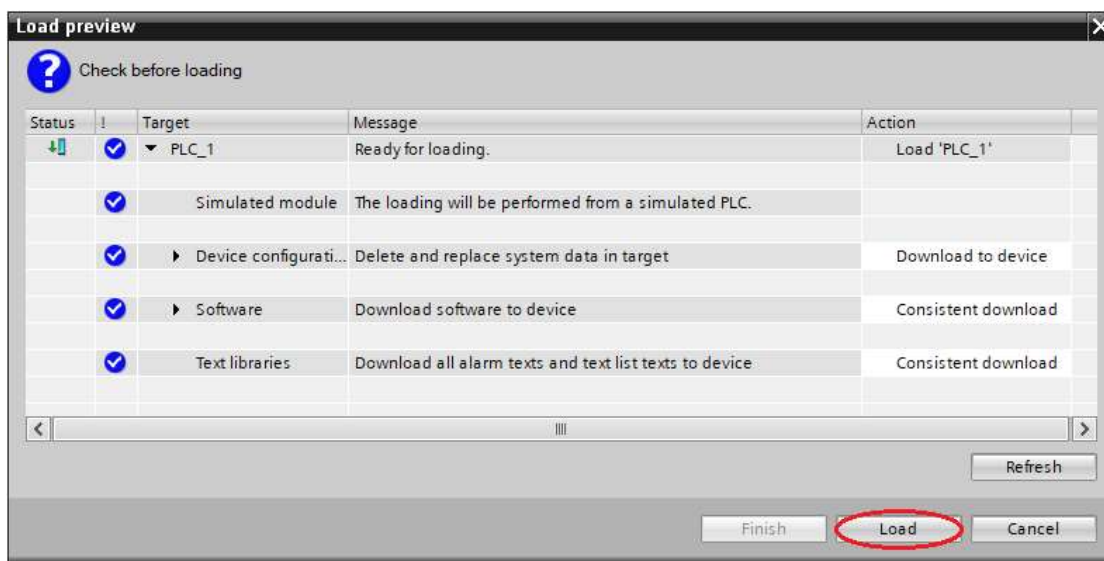 Load preview
Check before loading
Status ! Target Message Action
PLC_1 Ready for loading. Load 'PLC_1'
Simulated module The loading will be performed from a simulated PLC.
Device configurati... Delete and replace system data in target Download to device
Software Download software to device Consistent download
Text libraries Download all alarm texts and text list texts to device Consistent download
Refresh
Finish Load Cancel